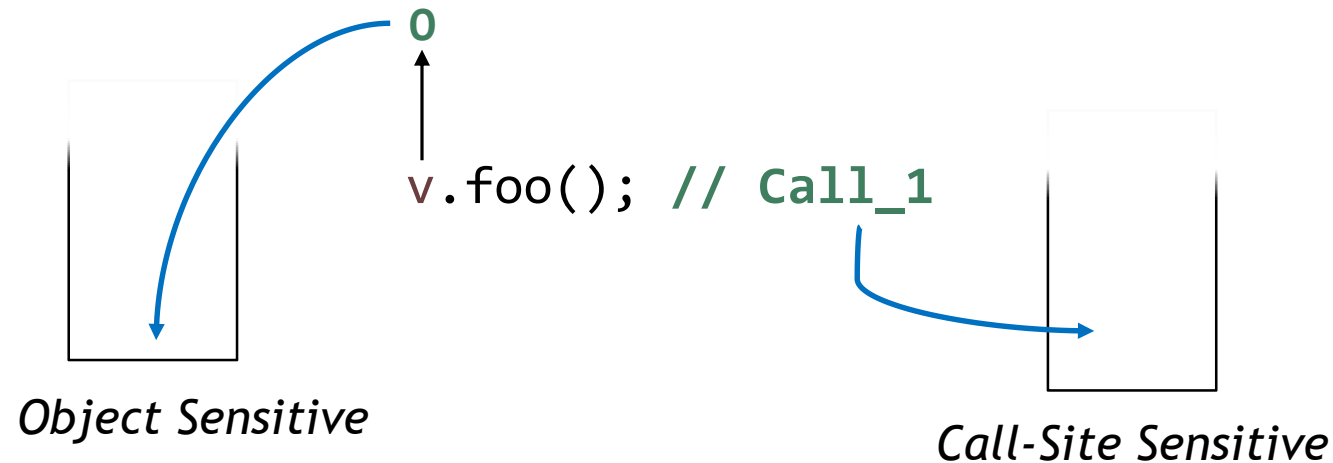 O
v.foo(); // Call_1
Object Sensitive
Call-Site Sensitive